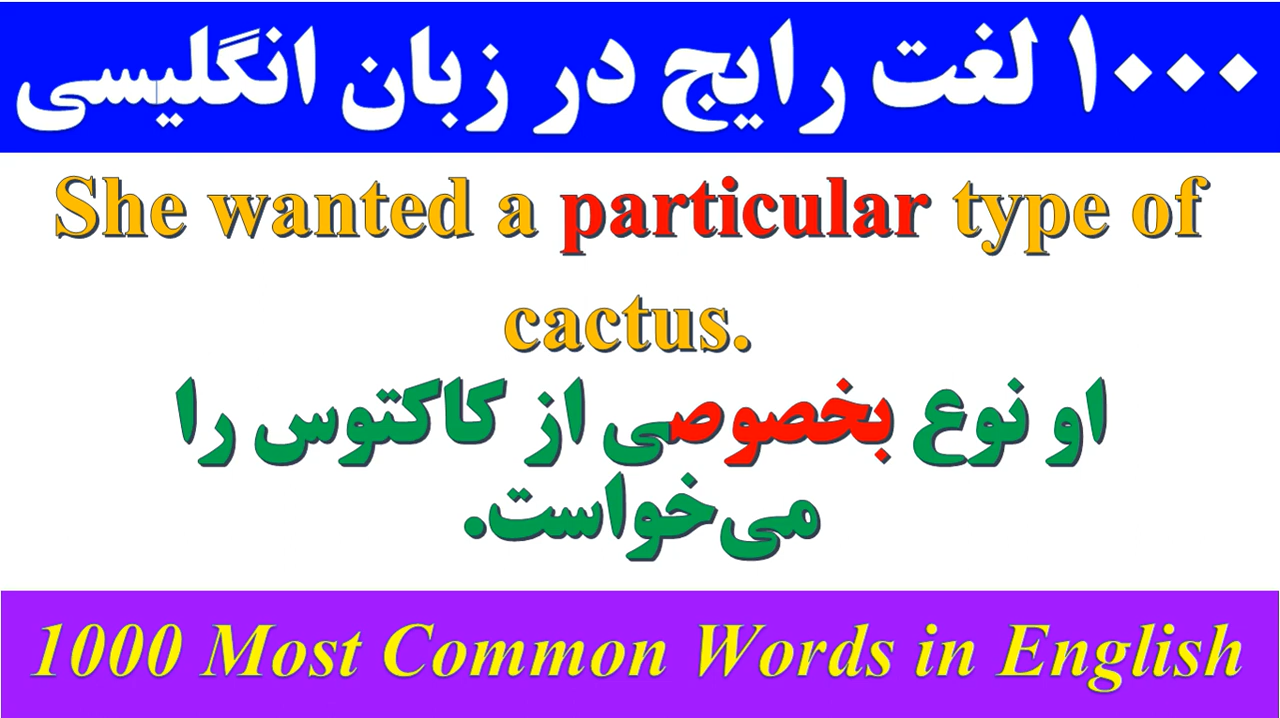 ۱۰۰۰ لغت رایج در زبان انگلیسی
She wanted a particular type of
cactus.
او نوع بخصوصی از کاکتوس را
می‌خواست.
1000 Most Common Words in English